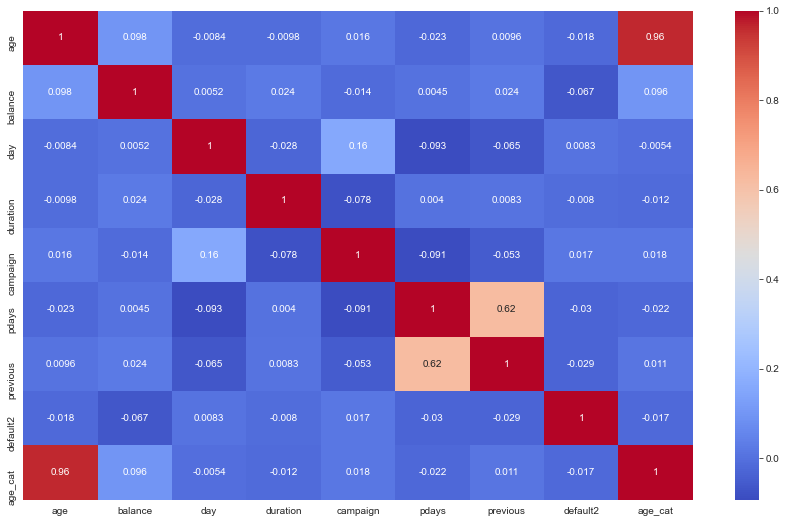 age 1 0.098 -0.0084 -0.0098 0.016 -0.023 0.0096 -0.018 0.96
balance 0.098 1 0.0052 0.024 -0.014 0.0045 0.024 -0.067 0.096
day -0.0084 0.0052 1 -0.028 0.16 -0.093 -0.065 0.0083 -0.0054
duration -0.0098 0.024 -0.028 1 -0.078 0.004 0.0083 -0.008 -0.012
campaign 0.016 -0.014 0.16 -0.078 1 -0.091 -0.053 0.017 0.018
pdays -0.023 0.0045 -0.093 0.004 -0.091 1 0.62 -0.03 -0.022
previous 0.0096 0.024 -0.065 0.0083 -0.053 0.62 1 -0.029 0.011
default2 -0.018 -0.067 0.0083 -0.008 0.017 -0.03 -0.029 1 -0.017
age_cat 0.96 0.096 -0.0054 -0.012 0.018 -0.022 0.011 -0.017 1
age balance day duration campaign pdays previous default2 age_cat
1.0
0.8
0.6
0.4
0.2
0.0